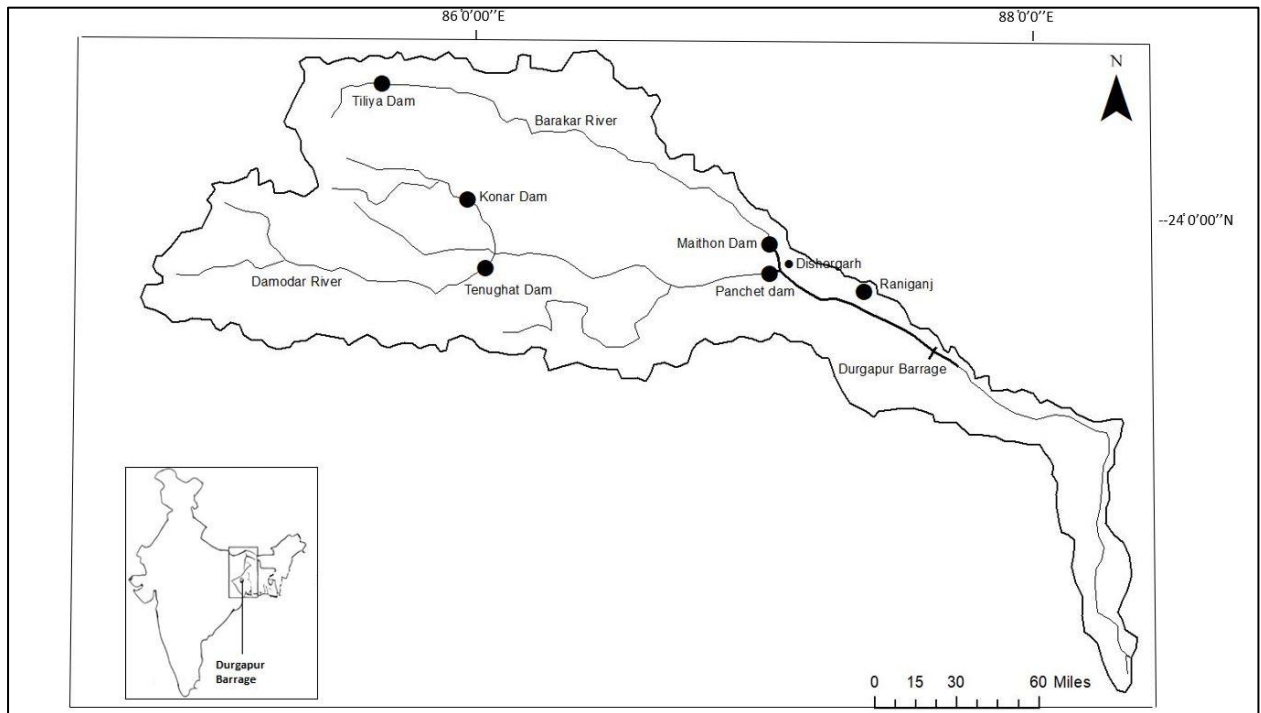 86°0'00''E
88°0'0''E
N
Tiliya Dam
Barakar River
Konar Dam
--24°0'00''N
Maithon Dam
Dishergarh
Damodar River
Tenughat Dam
Panchet dam
Raniganj
Durgapur Barrage
Durgapur
Barrage
0 15 30 60 Miles